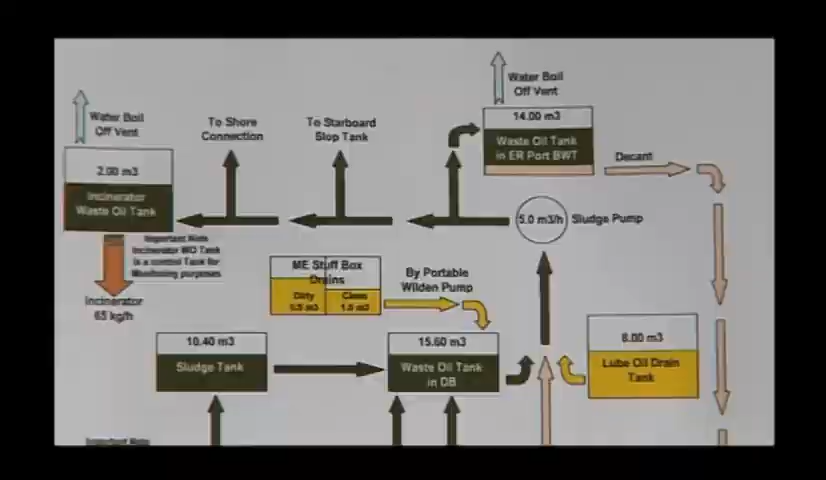 Water Boil
Off Vent
14.00 m3
Waste Oil Tank
in ER Port BWT
Decant
Water Boil
Off Vent
To Shore
Connection
To Starboard
Slop Tank
2.00 m3
Incinerator
Waste Oil Tank
5.0 m3/h
Sludge Pump
Important Note
Incinerator WO Tank
is a control Tank for
Monitoring purposes
Incinerator
65 kg/h
ME Stuff Box
Drains
Dirty
Clean
By Portable
Wilden Pump
10.40 m3
Sludge Tank
15.60 m3
Waste Oil Tank
in DB
8.00 m3
Lube Oil Drain
Tank
Important Note